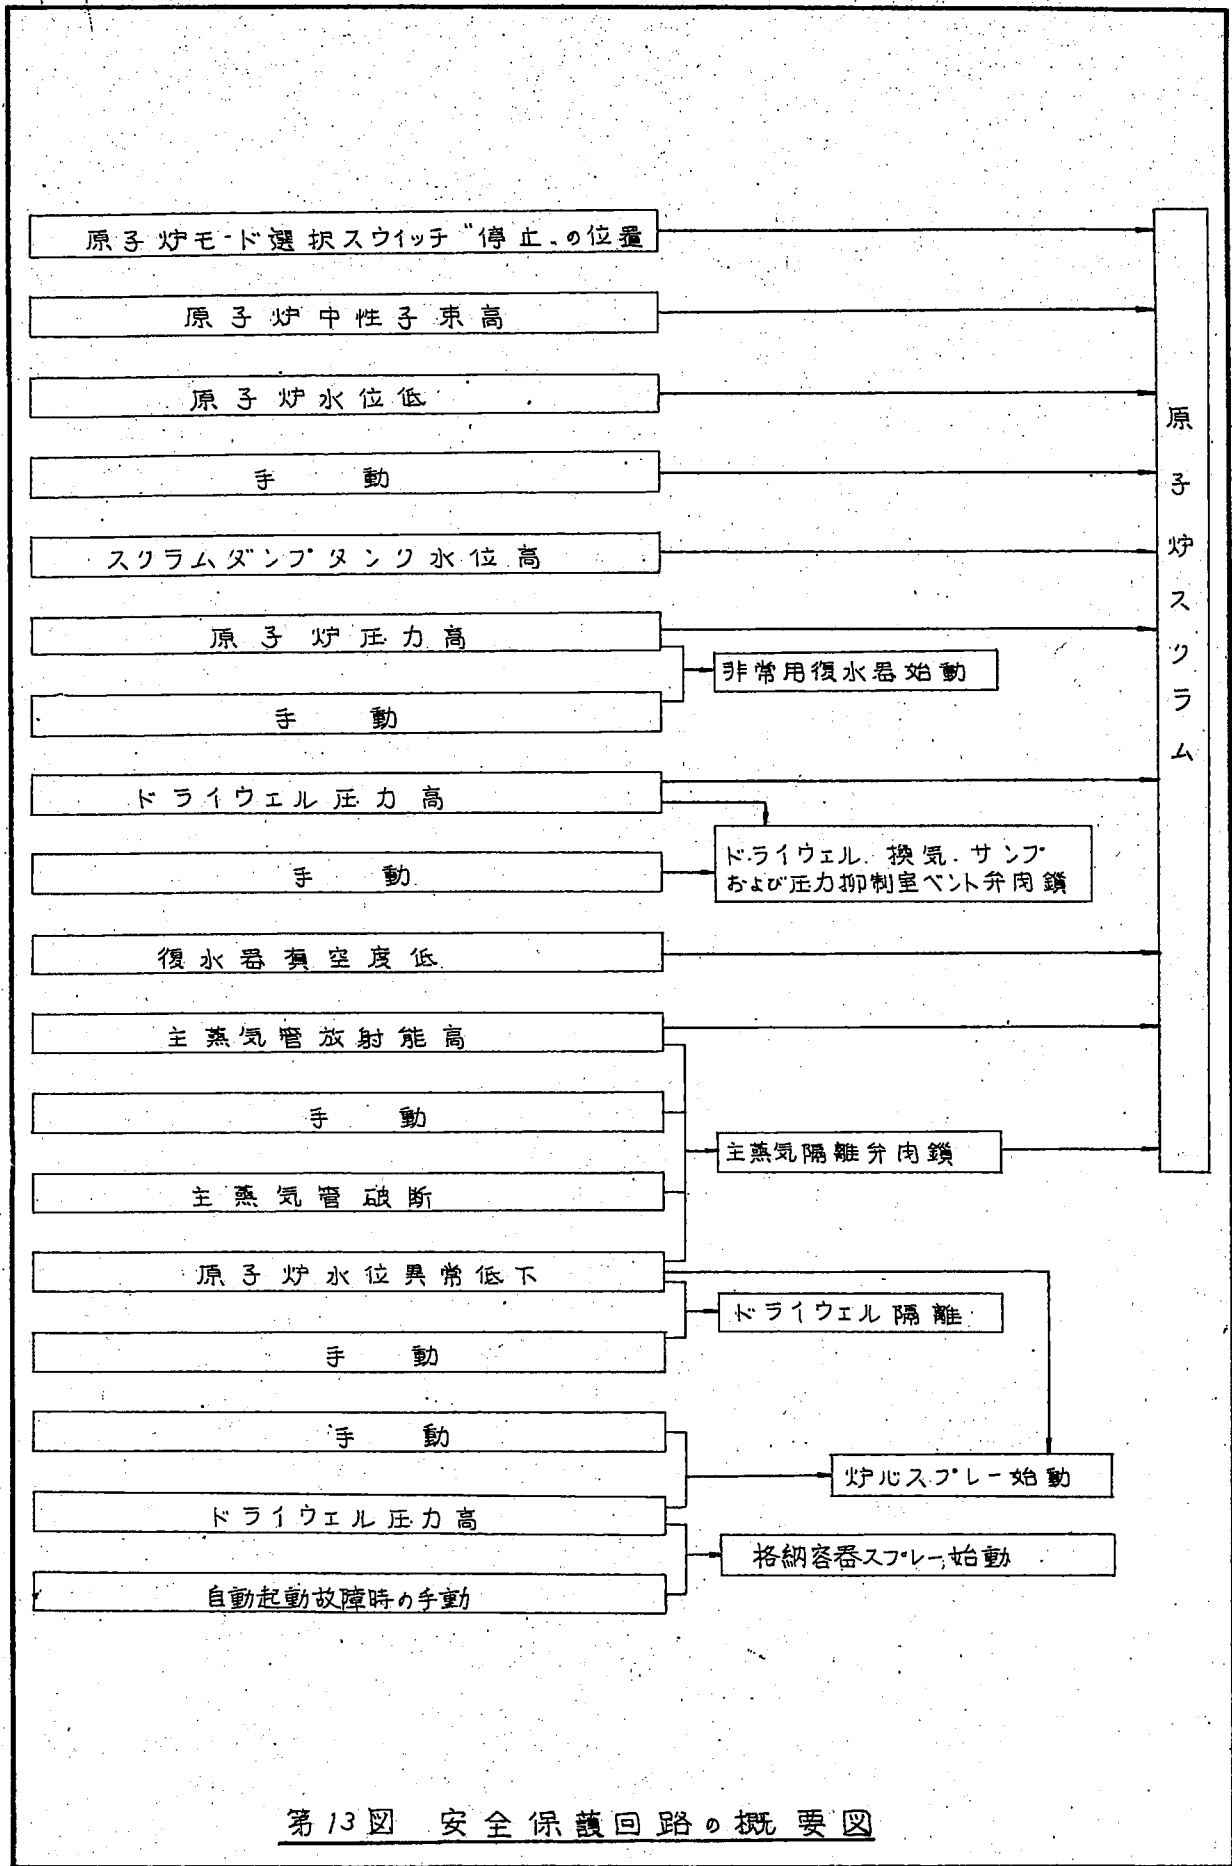 原子炉モード選択スウィッチ “停止„の位置
原子炉中性子束高
原子炉水位低
手動
スクラムダンプタンク水位高
原子炉圧力高
非常用復水器始動
手動
ドライウェル圧力高
ドライウェル.換気.サンプ
および圧力抑制室ベント弁閉鎖
手動
復水器真空度低
主蒸気管放射能高
手動
主蒸気隔離弁閉鎖
主蒸気管破断
原子炉水位異常低下
ドライウェル隔離
手動
手動
炉心スプレー始動
ドライウェル圧力高
格納容器スプレー始動
自動起動故障時の手動
原子炉スクラム
第13図 安全保護回路の概要図